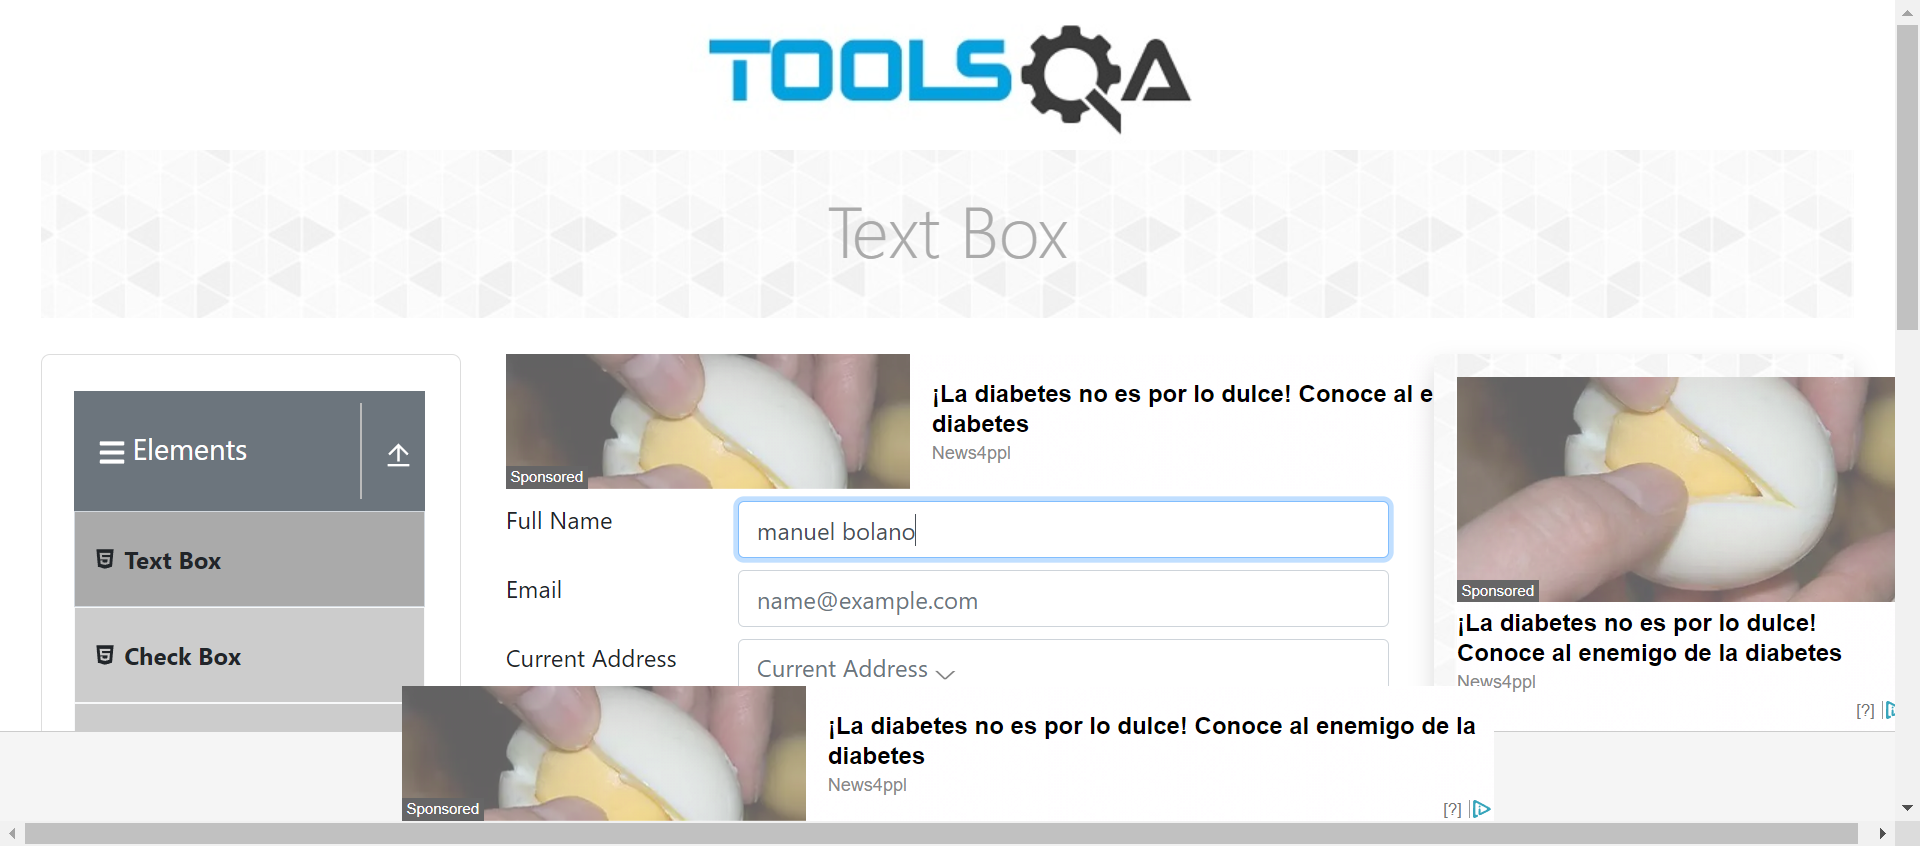 TOOLSQA
Text Box
Elements
Text Box
Check Box
Sponsored
¡La diabetes no es por lo dulce! Conoce al e
diabetes
News4ppl
Full Name
manuel bolano
Email
name@example.com
Current Address
Current Address
Sponsored
¡La diabetes no es por lo dulce!
Conoce al enemigo de la diabetes
News4ppl
[?]
Sponsored
¡La diabetes no es por lo dulce! Conoce al enemigo de la
diabetes
News4ppl
[?]